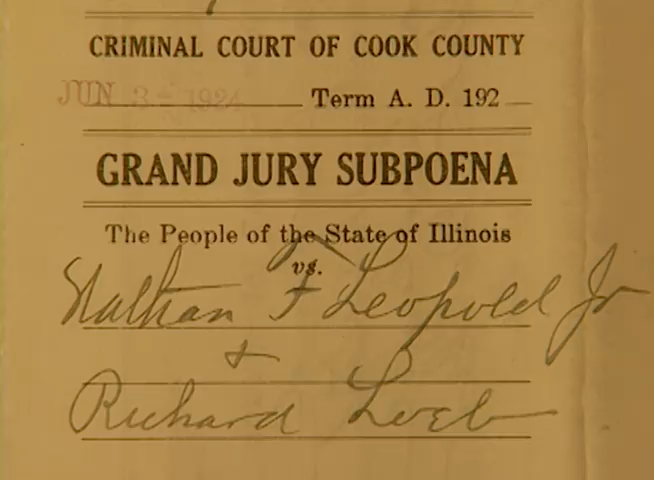 CRIMINAL COURT OF COOK COUNTY
JUN 3-1924 Term A. D. 192
GRAND JURY SUBPOENA
The People of the State of Illinois
vs.
Nathan F Leopold Jr
&
Richard Loeb